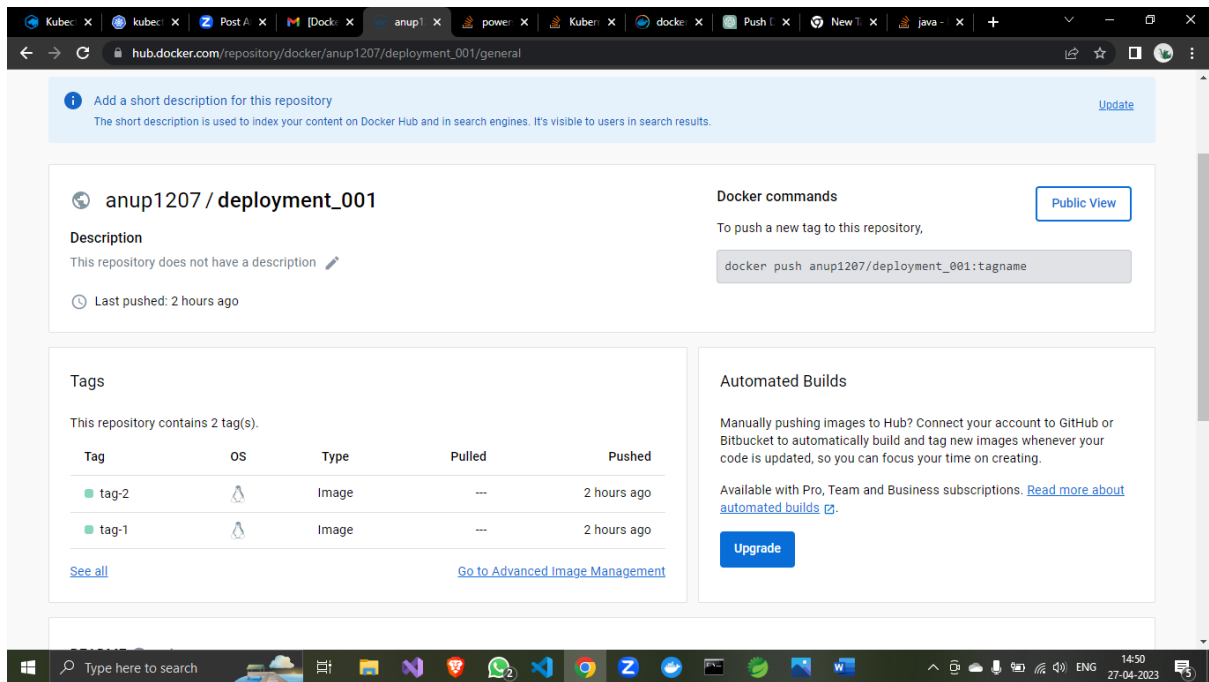 Kubec
kubec
Post A
[Docke
anup1
power
Kubern
docke
Push D
New Ta
java -
hub.docker.com/repository/docker/anup1207/deployment_001/general
Add a short description for this repository
Update
The short description is used to index your content on Docker Hub and in search engines. It's visible to users in search results.
anup1207 / deployment_001
Description
This repository does not have a description
Last pushed: 2 hours ago
Docker commands
Public View
To push a new tag to this repository,
docker push anup1207/deployment_001:tagname
Tags
This repository contains 2 tag(s).
Tag OS Type Pulled Pushed
tag-2 Image --- 2 hours ago
tag-1 Image --- 2 hours ago
See all Go to Advanced Image Management
Automated Builds
Manually pushing images to Hub? Connect your account to GitHub or
Bitbucket to automatically build and tag new images whenever your
code is updated, so you can focus your time on creating.
Available with Pro, Team and Business subscriptions. Read more about
automated builds.
Upgrade
Type here to search
2
ENG
14:50
27-04-2023
5